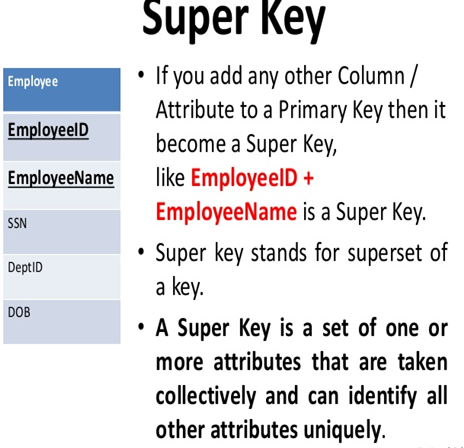 Super Key
Employee
EmployeeID
EmployeeName
SSN
DeptID
DOB
• If you add any other Column /
Attribute to a Primary Key then it
become a Super Key,
like EmployeeID +
EmployeeName is a Super Key.
• Super key stands for superset of
a key.
• A Super Key is a set of one or
more attributes that are taken
collectively and can identify all
other attributes uniquely.